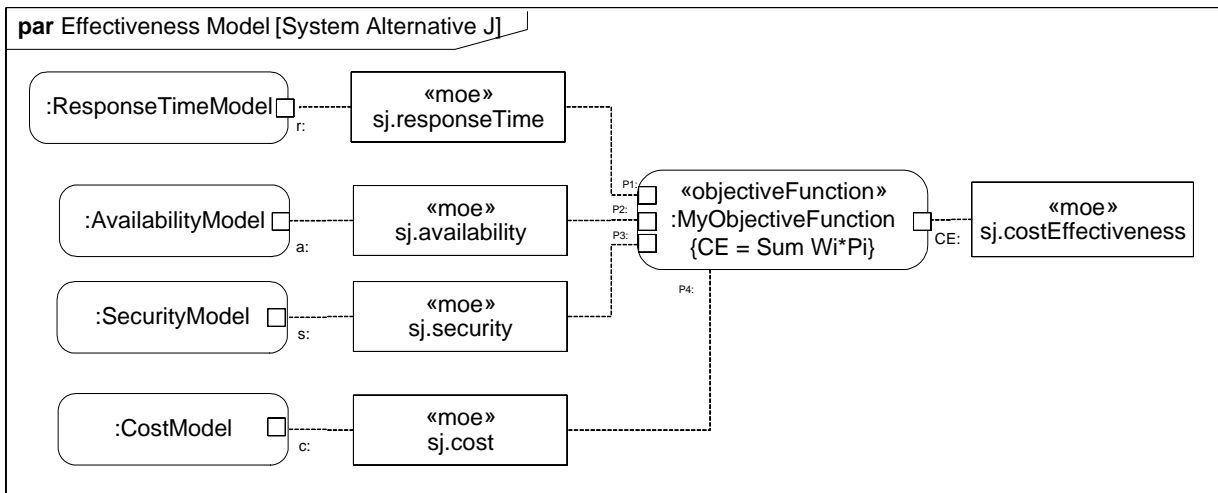 par Effectiveness Model [System Alternative J]
:ResponseTimeModel
r:
«moe»
sj.responseTime
:AvailabilityModel
a:
«moe»
sj.availability
:SecurityModel
s:
«moe»
sj.security
:CostModel
c:
«moe»
sj.cost
P1:
P2:
P3:
P4:
«objectiveFunction»
:MyObjectiveFunction
{CE = Sum Wi*Pi}
CE:
«moe»
sj.costEffectiveness